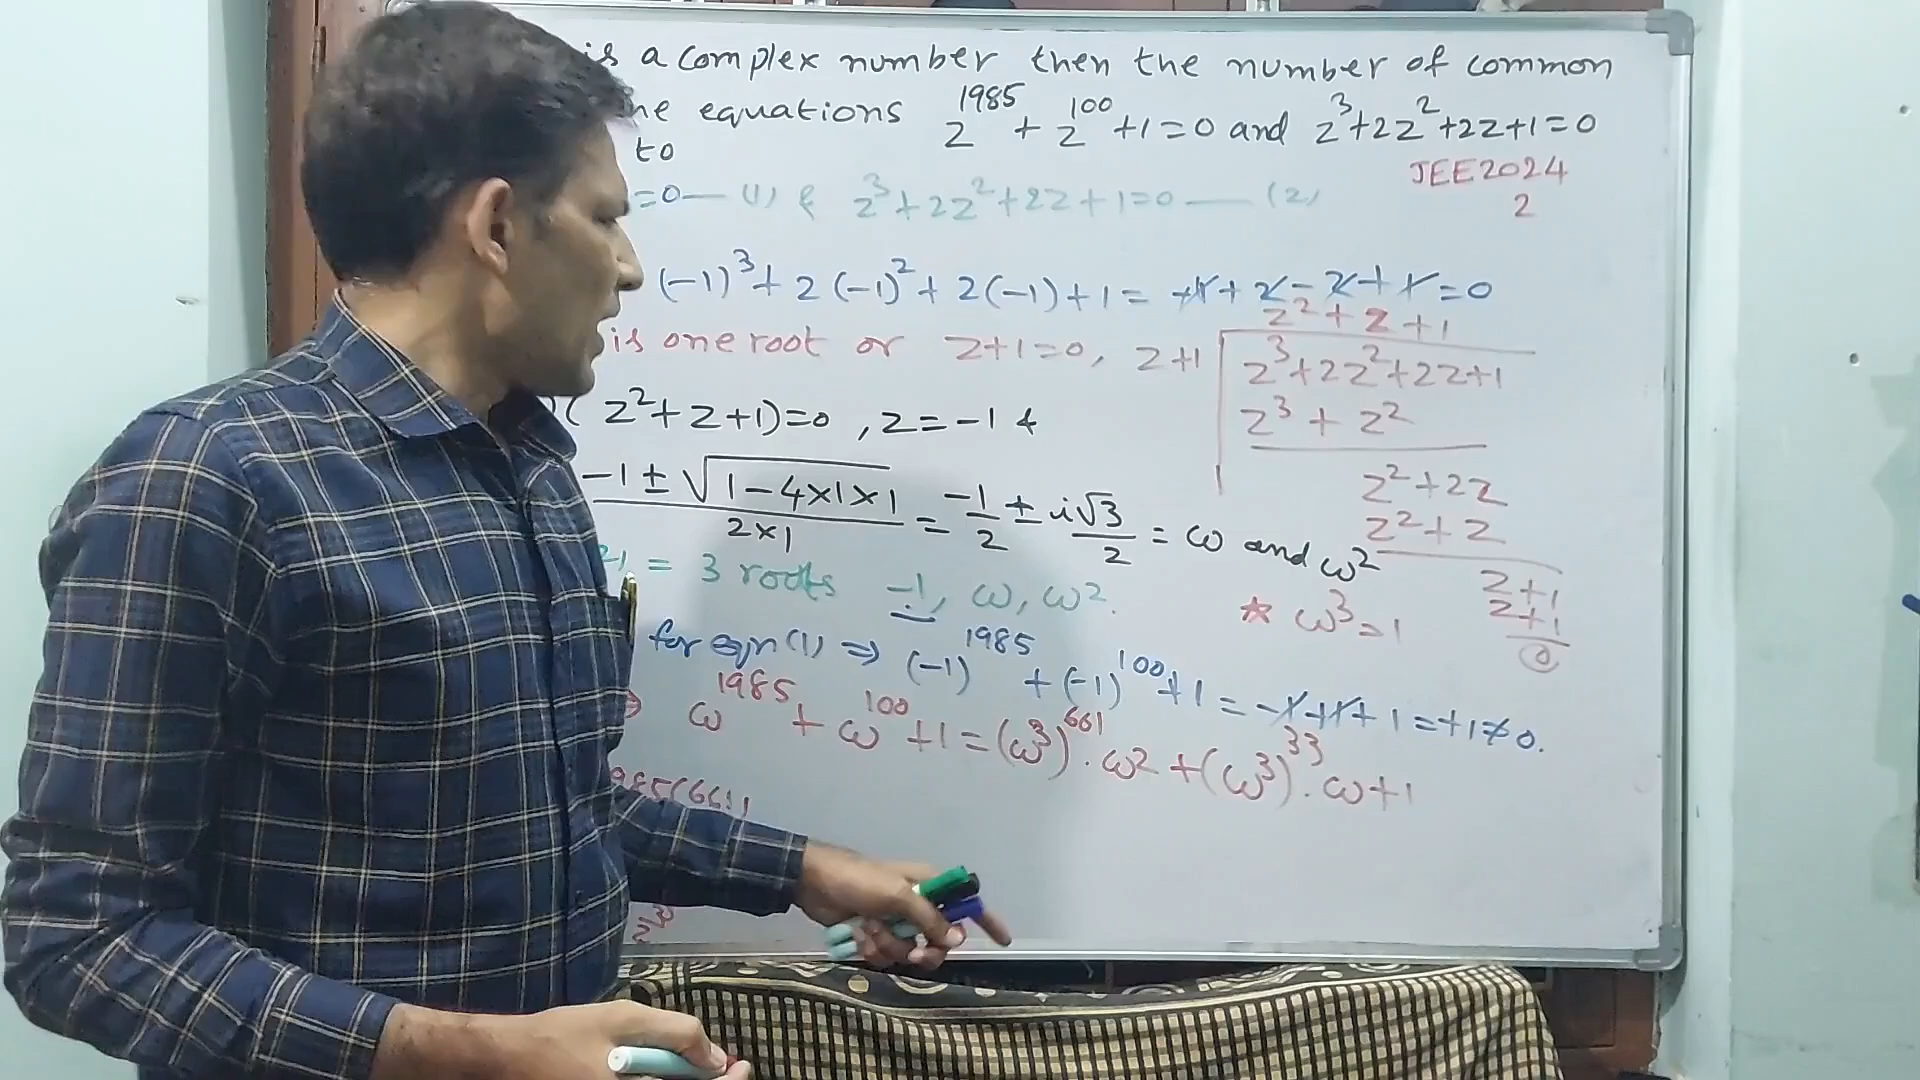 is a complex number then the number of common
he equations z^1985 + z^100 + 1 = 0 and z^3 + 2z^2 + 2z + 1 = 0
to
JEE 2024
= 0 — (1) & z^3 + 2z^2 + 2z + 1 = 0 — (2)
2
(-1)^3 + 2(-1)^2 + 2(-1) + 1 = -1 + 2 - 2 + 1 = 0
is one root or z+1=0,
z+1
z^2 + z + 1
z^3 + 2z^2 + 2z + 1
z^3 + z^2
z^2 + 2z
z^2 + z
z+1
z+1
0
)(z^2 + z + 1) = 0, z = -1 &
-1 ± √(1 - 4×1×1) / 2×1 = -1/2 ± i√3/2 = ω and ω^2
= 3 roots -1, ω, ω^2.
* ω^3 = 1
for eqn (1) ⇒ (-1)^1985 + (-1)^100 + 1 = -1 + 1 + 1 = +1 ≠ 0.
⇒ ω^1985 + ω^100 + 1 = (ω^3)^661 . ω^2 + (ω^3)^33 . ω + 1
985(661